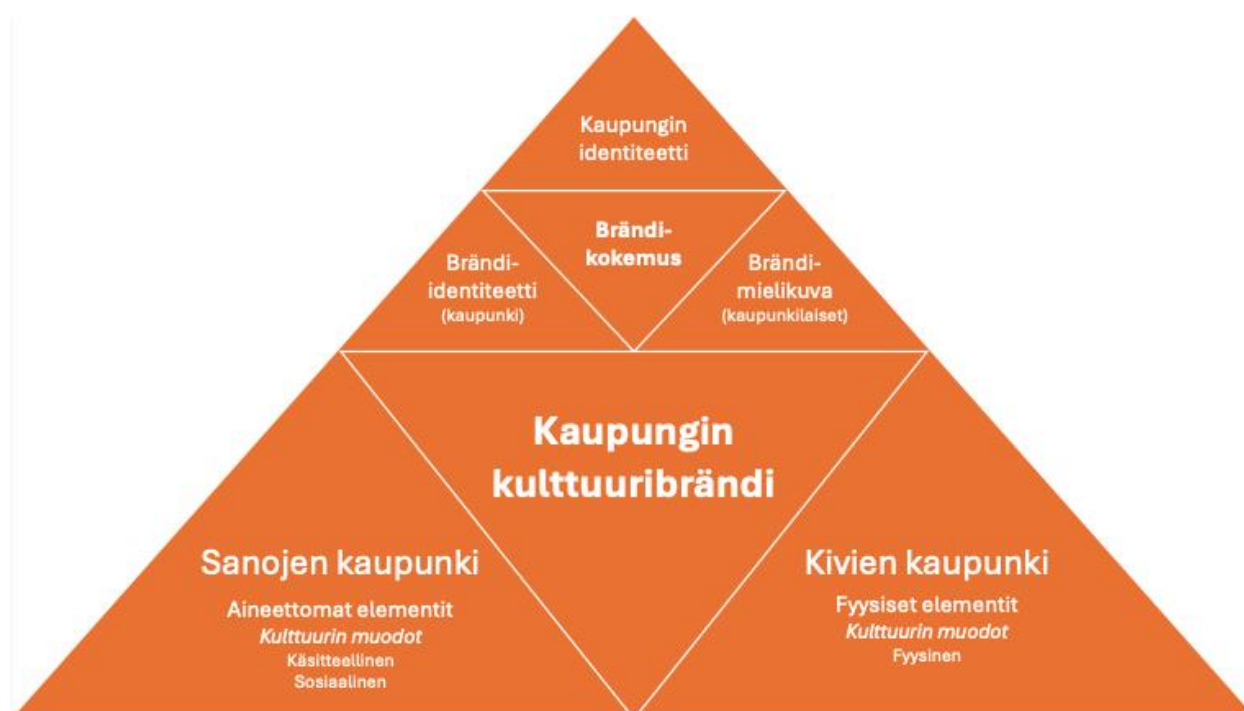 Kaupungin
identiteetti
Brändi-
kokemus
Brändi-
identiteetti
(kaupunki)
Brändi-
mielikuva
(kaupunkilaiset)
Kaupungin
kulttuuribrändi
Sanojen kaupunki
Aineettomat elementit
Kulttuurin muodot
Käsitteellinen
Sosiaalinen
Kivien kaupunki
Fyysiset elementit
Kulttuurin muodot
Fyysinen